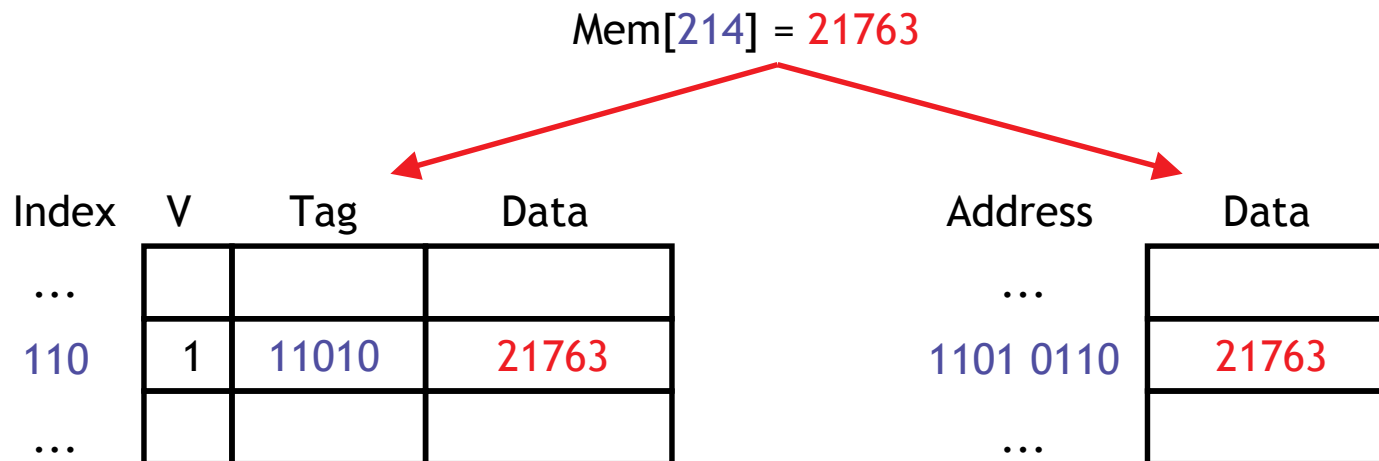 Mem[214] = 21763
Index V Tag Data Address Data
... ...
110 1 11010 21763 1101 0110 21763
... ...